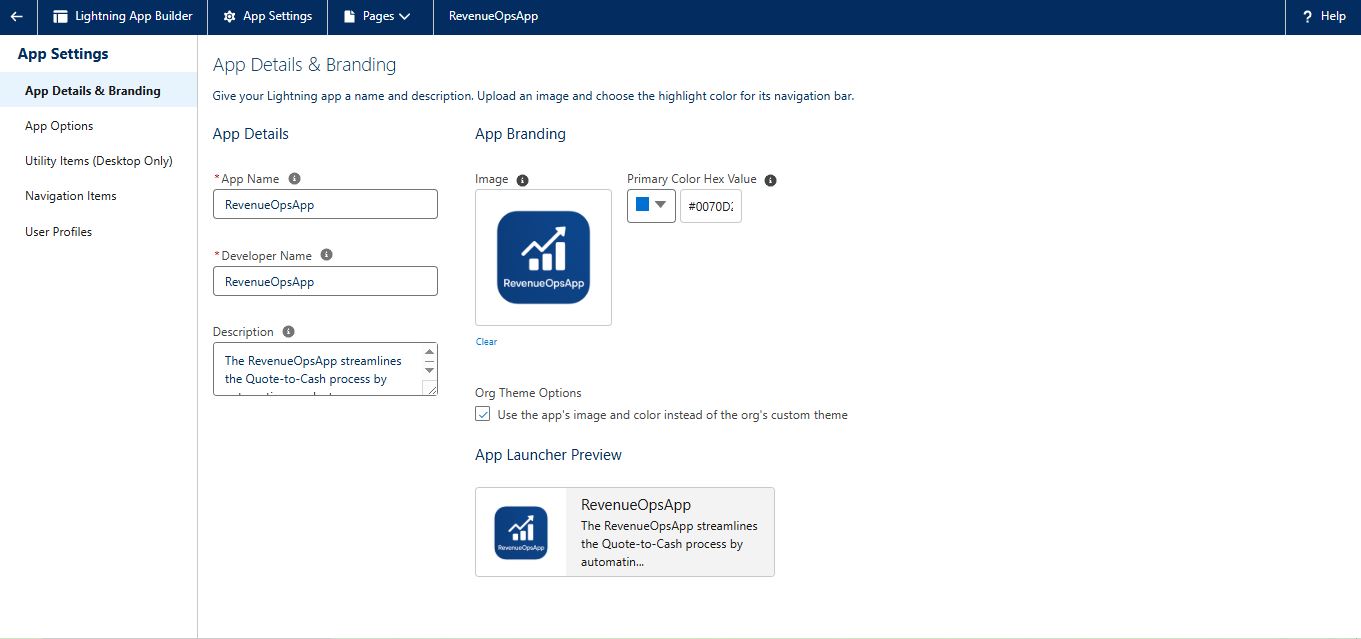 Lightning App Builder
App Settings
Pages
RevenueOpsApp
? Help
App Settings
App Details & Branding
App Options
Utility Items (Desktop Only)
Navigation Items
User Profiles
App Details & Branding
Give your Lightning app a name and description. Upload an image and choose the highlight color for its navigation bar.
App Details
*App Name
RevenueOpsApp
*Developer Name
RevenueOpsApp
Description
The RevenueOpsApp streamlines
the Quote-to-Cash process by
App Branding
Image
RevenueOpsApp
Clear
Primary Color Hex Value
#0070D2
Org Theme Options
Use the app's image and color instead of the org's custom theme
App Launcher Preview
RevenueOpsApp
RevenueOpsApp
The RevenueOpsApp streamlines
the Quote-to-Cash process by
automatin...